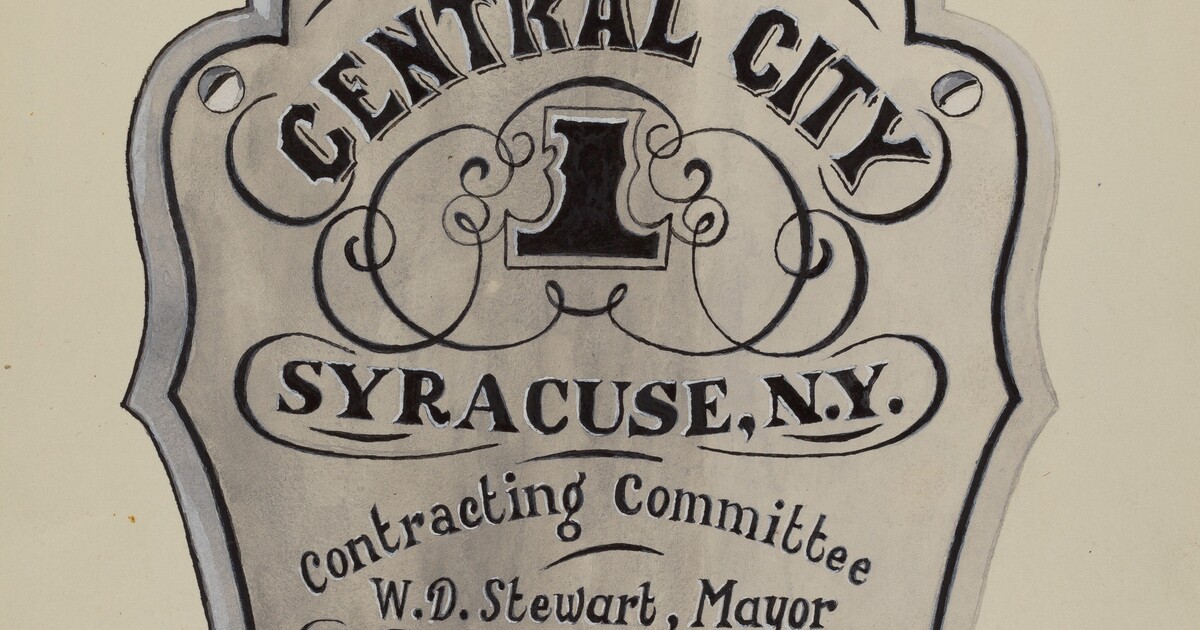 CENTRAL CITY
1
SYRACUSE, N.Y.
Contracting Committee
W.D. Stewart, Mayor